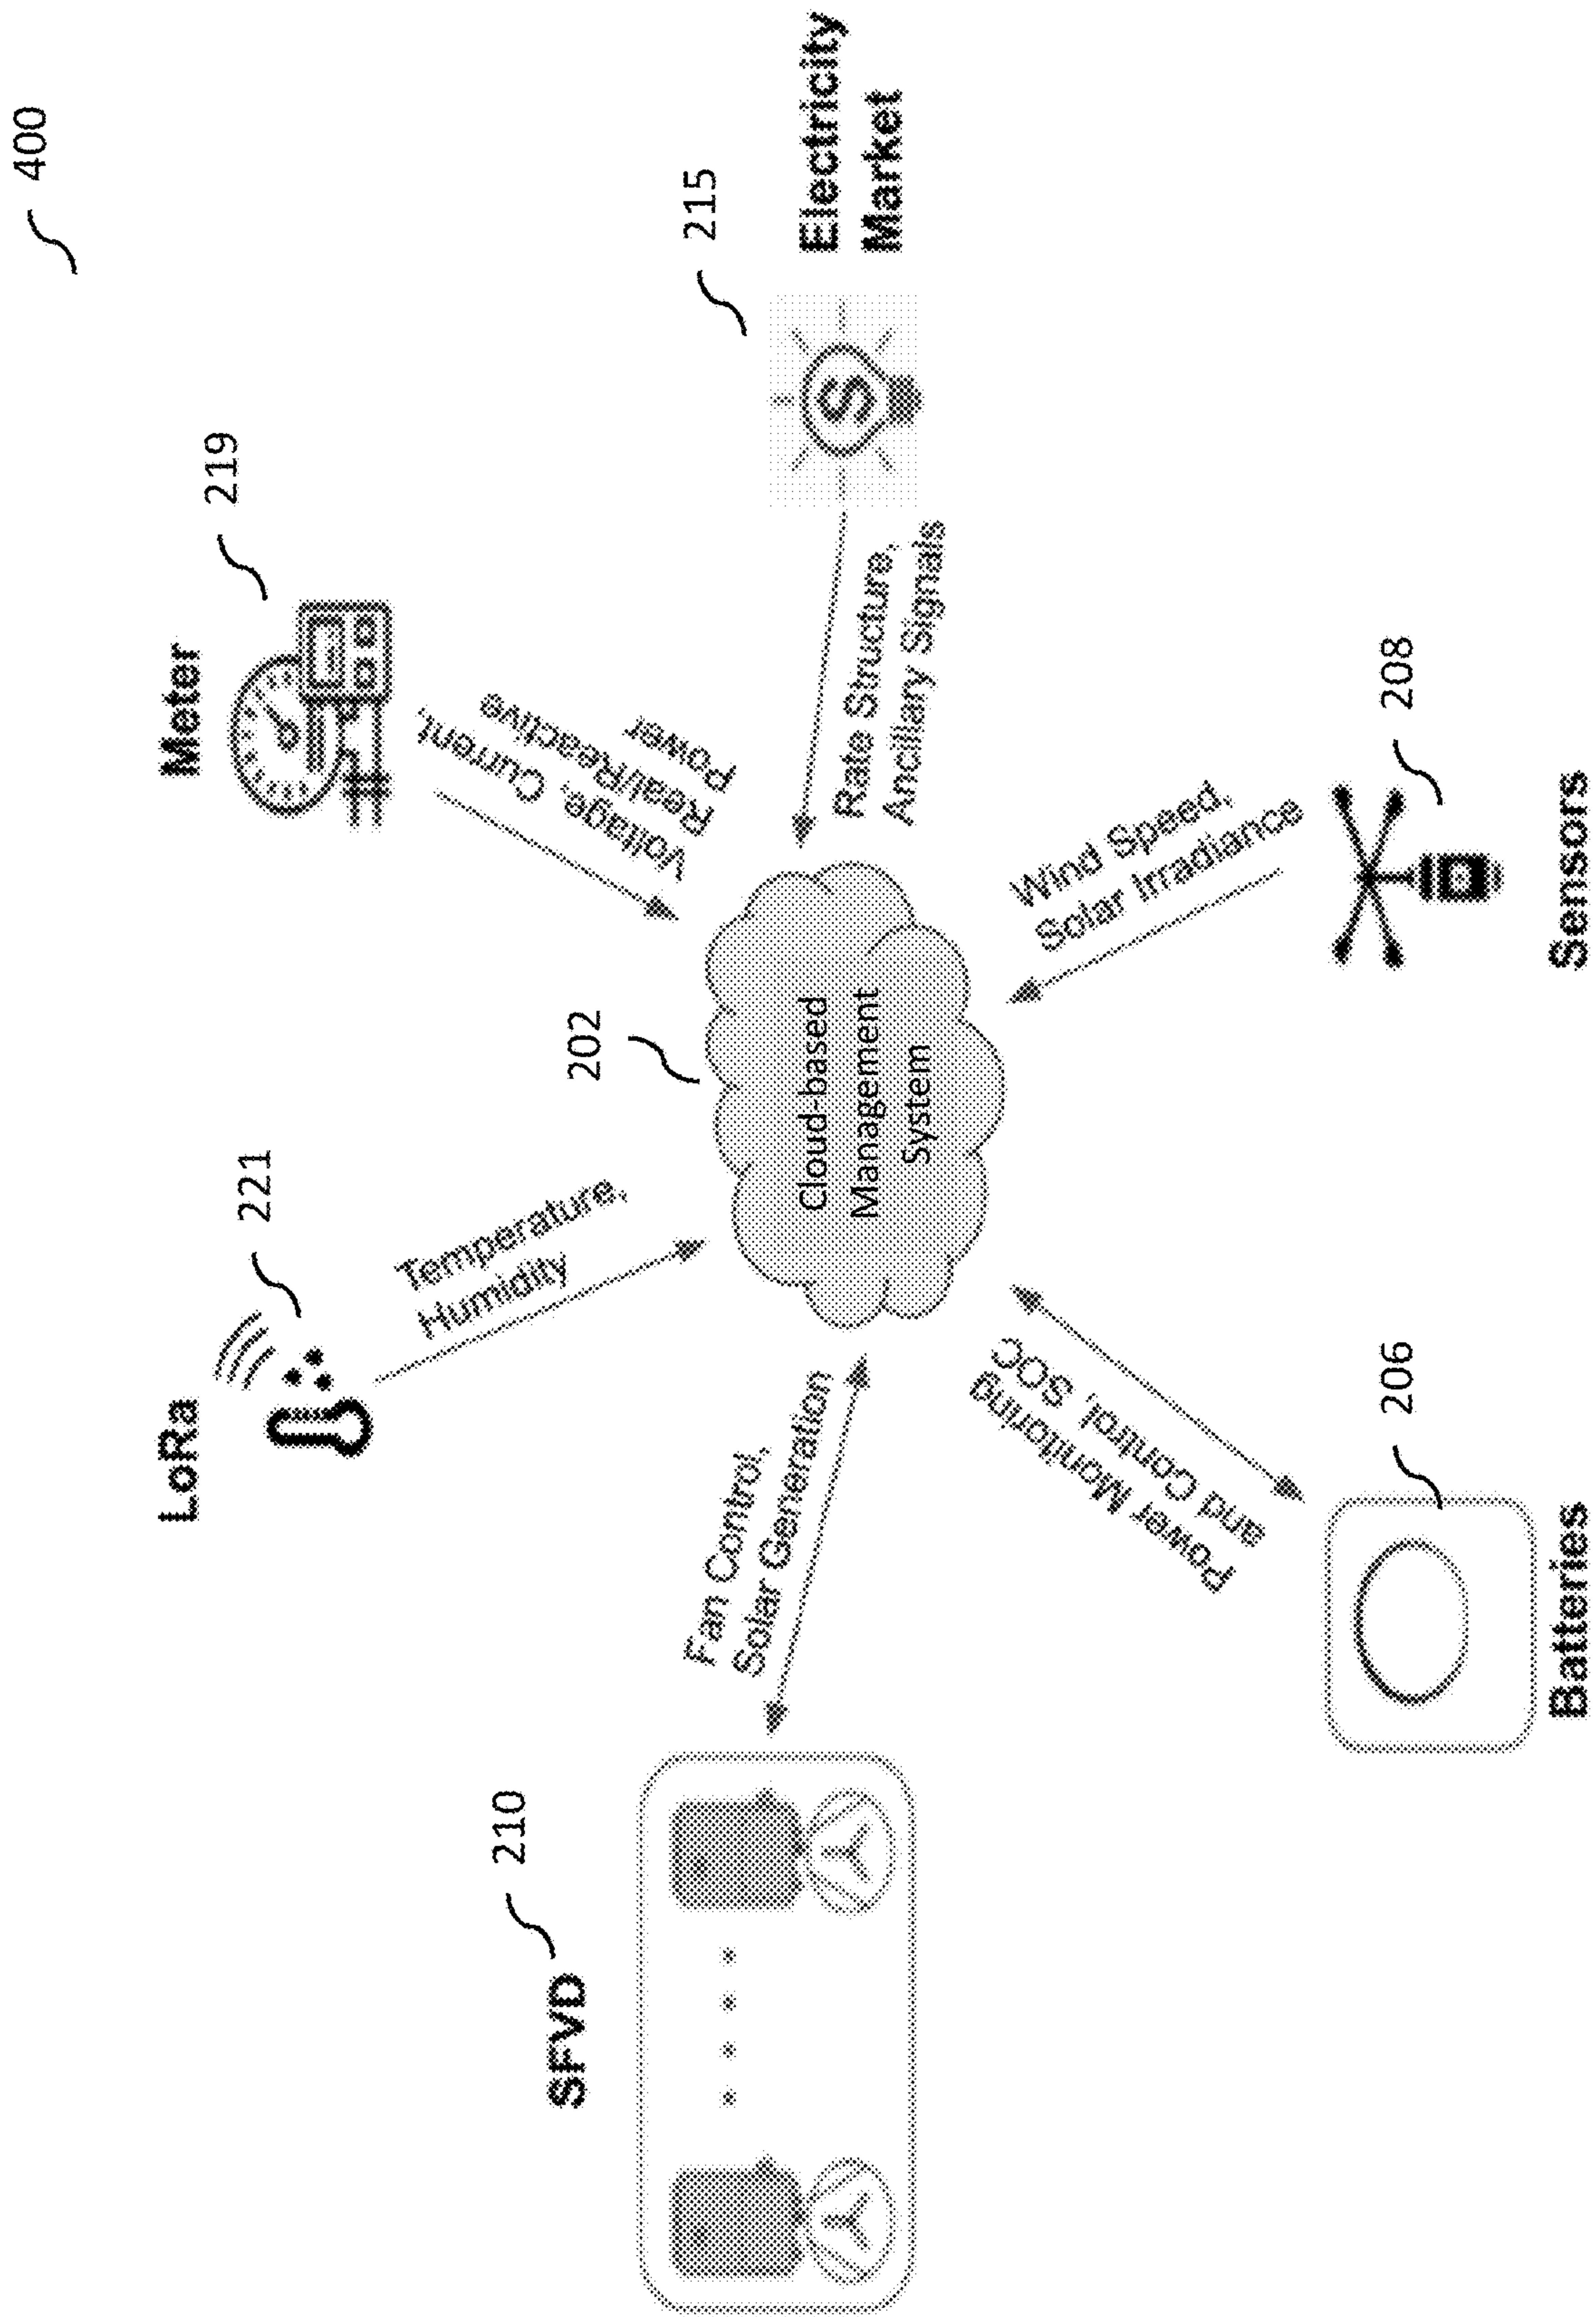 400
LoRa
221
Meter
219
Temperature,
Humidity
Voltage, Current,
Real/Reactive
Power
SFVD
210
202
215
Fan Control,
Solar Generation
Cloud-based
Management
System
Rate Structure,
Ancillary Signals
S
Electricity
Market
Power Monitoring
and Control, SOC
Wind Speed,
Solar Irradiance
206
208
Batteries
Sensors